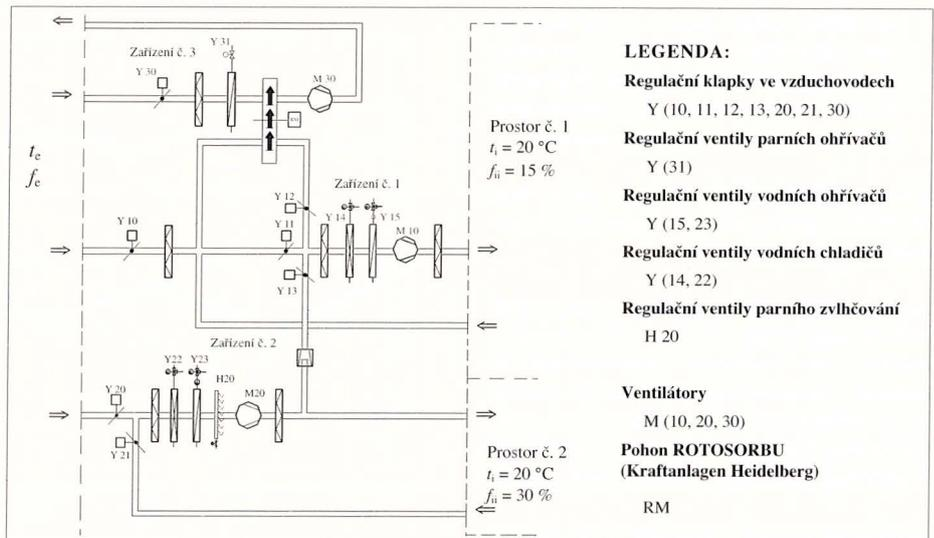 Zařízení č. 3
Y 31
Y 30
M 30
RM
t_e
f_e
Prostor č. 1
t_i = 20 °C
f_ii = 15 %
Zařízení č. 1
Y 12
Y 14
Y 15
Y 10
Y 11
M 10
Y 13
Zařízení č. 2
Y22
Y23
H20
Y 20
M20
Y 21
Prostor č. 2
t_i = 20 °C
f_ii = 30 %
LEGENDA:
Regulační klapky ve vzduchovodech
Y (10, 11, 12, 13, 20, 21, 30)
Regulační ventily parních ohřívačů
Y (31)
Regulační ventily vodních ohřívačů
Y (15, 23)
Regulační ventily vodních chladičů
Y (14, 22)
Regulační ventily parního zvlhčování
H 20
Ventilátory
M (10, 20, 30)
Pohon ROTOSORBU
(Kraftanlagen Heidelberg)
RM